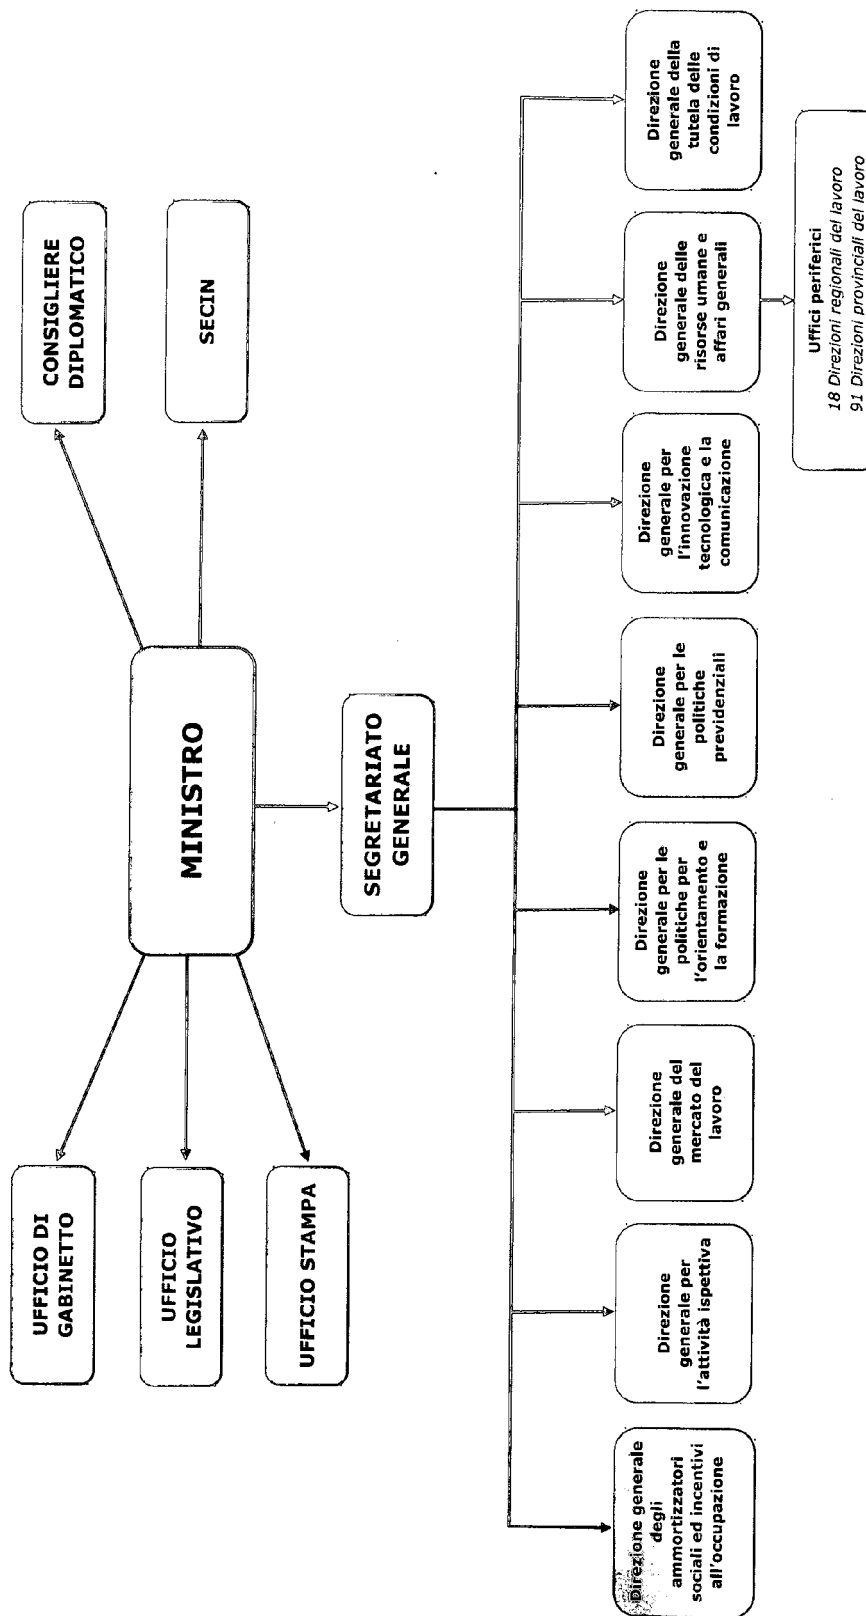 UFFICIO DI
GABINETTO
CONSIGLIERE
DIPLOMATICO
UFFICIO
LEGISLATIVO
MINISTRO
SECIN
UFFICIO STAMPA
SEGRETARIATO
GENERALE
Direzione generale
degli
ammortizzatori
sociali ed incentivi
all'occupazione
Direzione
generale per
l'attività ispettiva
Direzione
generale del
mercato del
lavoro
Direzione
generale per le
politiche per
l'orientamento e
la formazione
Direzione
generale per le
politiche
previdenziali
Direzione
generale per
l'innovazione
tecnologica e la
comunicazione
Direzione
generale delle
risorse umane e
affari generali
Direzione
generale della
tutela delle
condizioni di
lavoro
Uffici periferici
18 Direzioni regionali del lavoro
91 Direzioni provinciali del lavoro